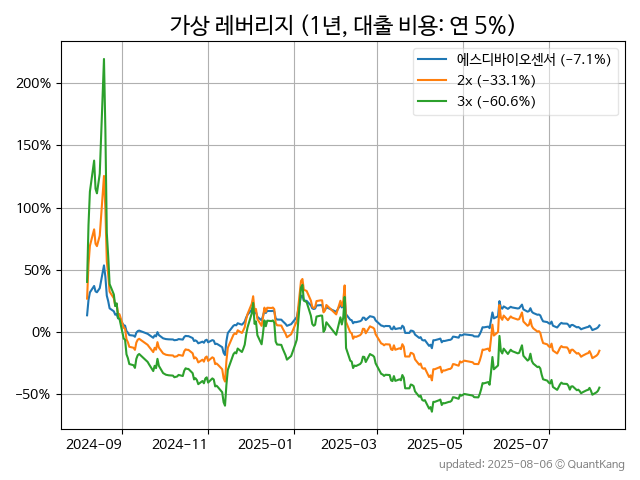 가상 레버리지 (1년, 대출 비용: 연 5%)
에스디바이오센서 (−7.1%)
2x (−33.1%)
3x (−60.6%)
200%
150%
100%
50%
0%
−50%
2024-09
2024-11
2025-01
2025-03
2025-05
2025-07
updated: 2025-08-06 © QuantKang